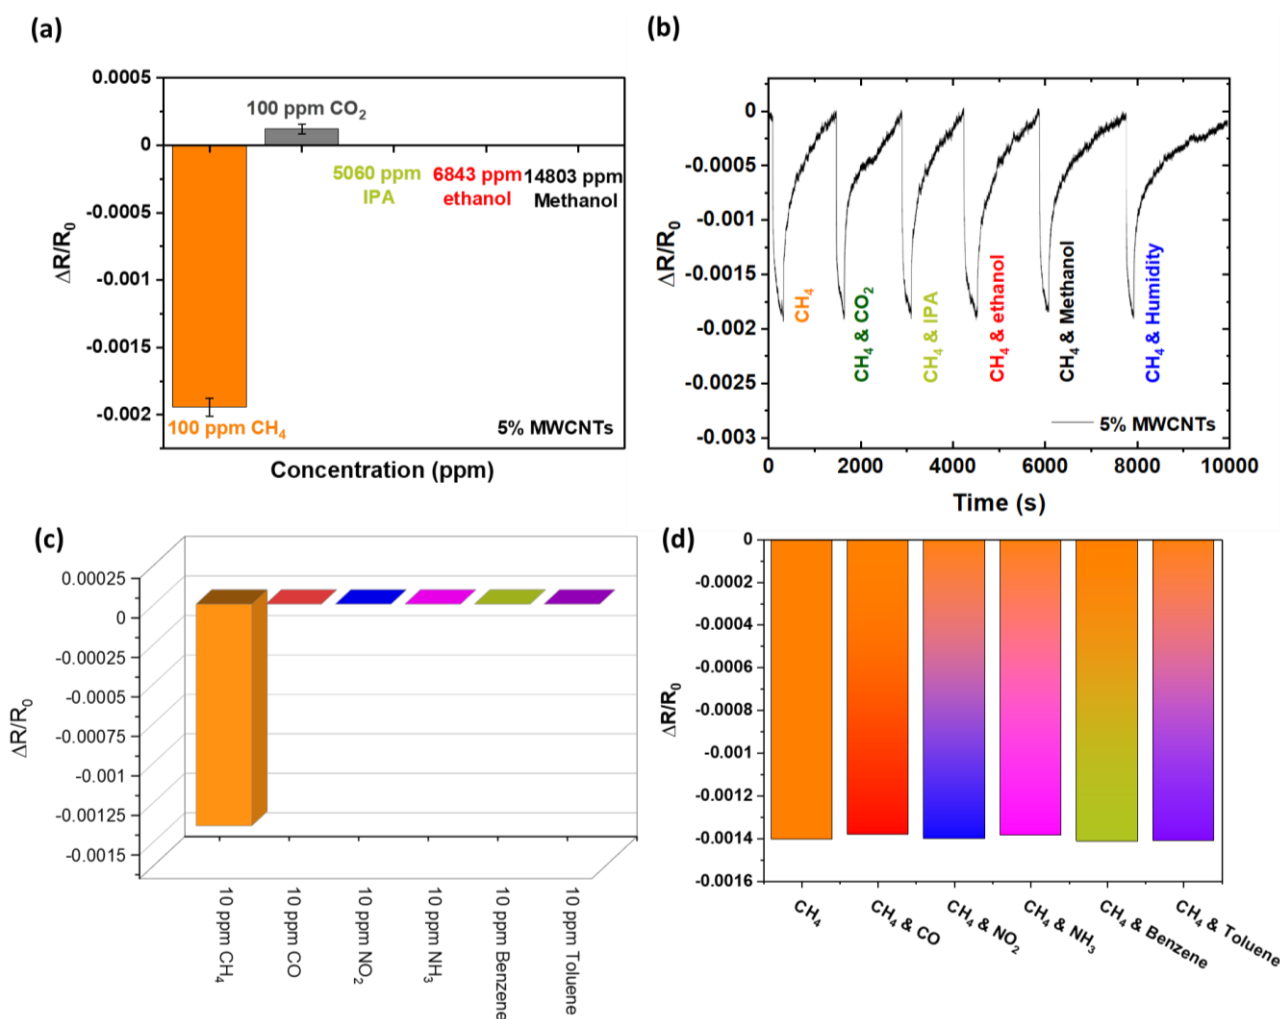 (a)
0.0005
0
-0.0005
-0.001
-0.0015
-0.002
ΔR/R₀
100 ppm CO₂
5060 ppm
IPA
6843 ppm
ethanol
14803 ppm
Methanol
100 ppm CH₄
5% MWCNTs
Concentration (ppm)
(b)
0
-0.0005
-0.001
-0.0015
-0.002
-0.0025
-0.003
ΔR/R₀
CH₄
CH₄ & CO₂
CH₄ & IPA
CH₄ & ethanol
CH₄ & Methanol
CH₄ & Humidity
5% MWCNTs
0 2000 4000 6000 8000 10000
Time (s)
(c)
0.00025
0
-0.00025
-0.0005
-0.00075
-0.001
-0.00125
-0.0015
ΔR/R₀
10 ppm CH₄
10 ppm CO
10 ppm NO₂
10 ppm NH₃
10 ppm Benzene
10 ppm Toluene
(d)
0
-0.0002
-0.0004
-0.0006
-0.0008
-0.001
-0.0012
-0.0014
-0.0016
ΔR/R₀
CH₄
CH₄ & CO
CH₄ & NO₂
CH₄ & NH₃
CH₄ & Benzene
CH₄ & Toluene